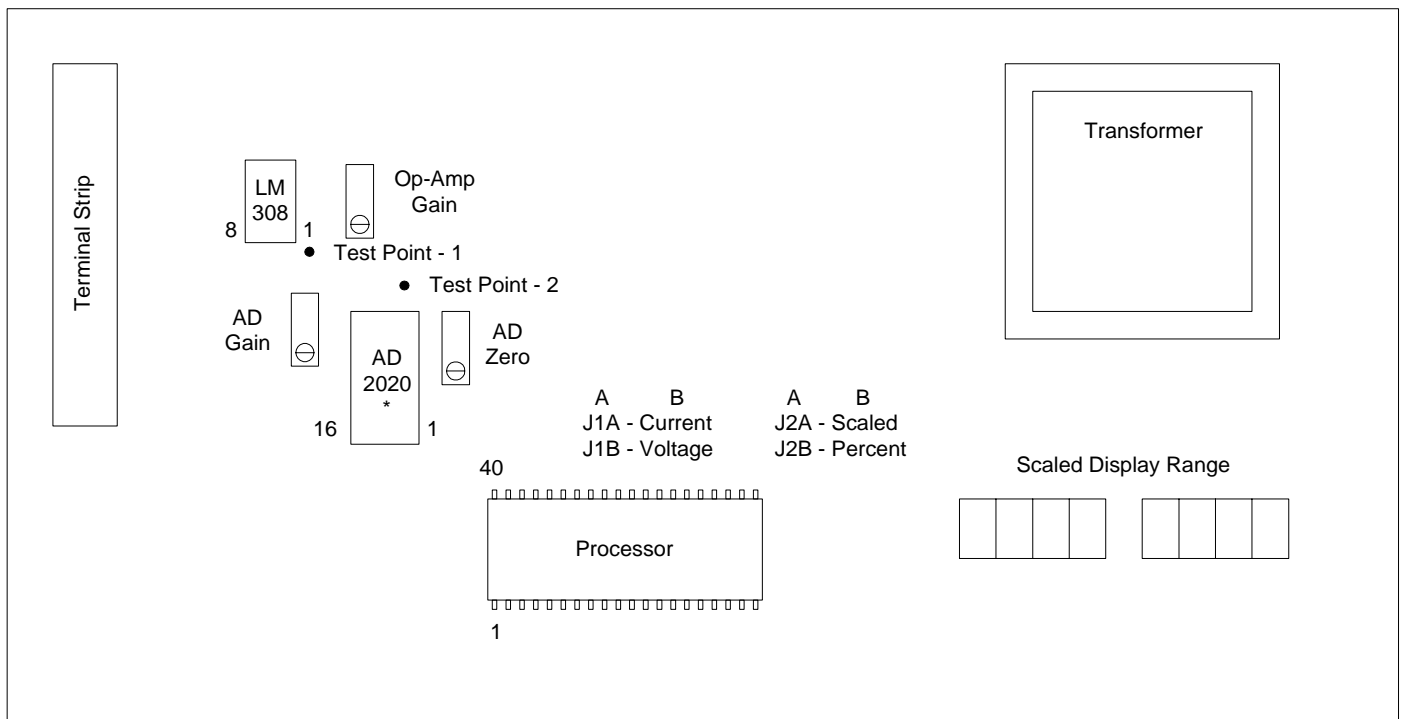 Terminal Strip
Transformer
LM
308
8
1
Op-Amp
Gain
Test Point - 1
Test Point - 2
AD
Gain
AD
2020
*
16
1
AD
Zero
A B
J1A - Current
J1B - Voltage
A B
J2A - Scaled
J2B - Percent
40
Processor
1
Scaled Display Range